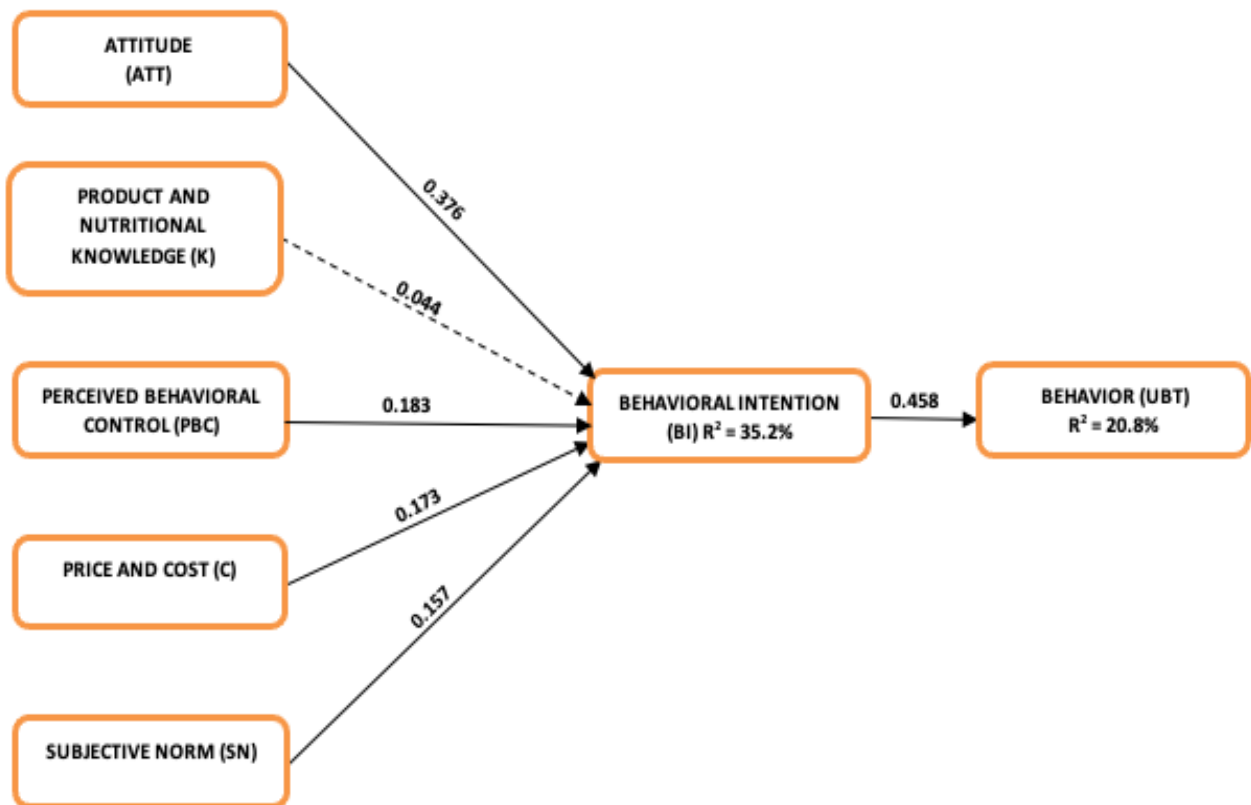 ATTITUDE
(ATT)
0.376
PRODUCT AND
NUTRITIONAL
KNOWLEDGE (K)
0.044
PERCEIVED BEHAVIORAL
CONTROL (PBC)
0.183
BEHAVIORAL INTENTION
(BI) R² = 35.2%
0.458
BEHAVIOR (UBT)
R² = 20.8%
0.173
PRICE AND COST (C)
0.157
SUBJECTIVE NORM (SN)